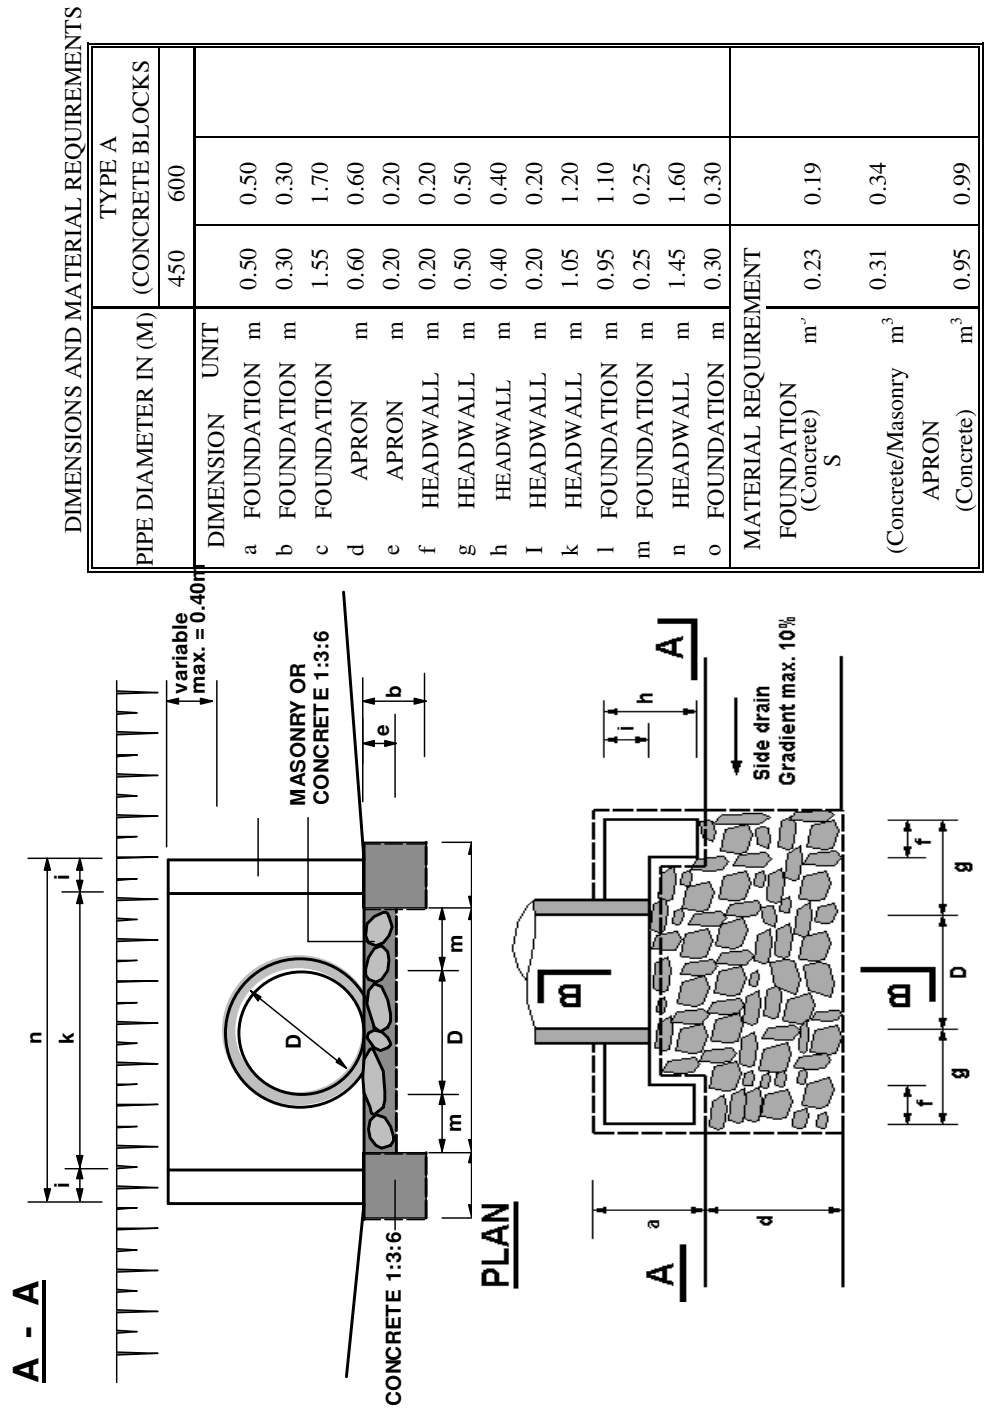 DIMENSIONS AND MATERIAL REQUIREMENTS
PIPE DIAMETER IN (M)
TYPE A
(CONCRETE BLOCKS
450 600
DIMENSION UNIT
a FOUNDATION m 0.50 0.50
b FOUNDATION m 0.30 0.30
c FOUNDATION 1.55 1.70
d APRON m 0.60 0.60
e APRON m 0.20 0.20
f HEADWALL m 0.20 0.20
g HEADWALL m 0.50 0.50
h HEADWALL m 0.40 0.40
I HEADWALL m 0.20 0.20
k HEADWALL m 1.05 1.20
l FOUNDATION m 0.95 1.10
m FOUNDATION m 0.25 0.25
n HEADWALL m 1.45 1.60
o FOUNDATION m 0.30 0.30
MATERIAL REQUIREMENT
FOUNDATION
(Concrete) m³ 0.23 0.19
S
(Concrete/Masonry m³ 0.31 0.34
APRON
(Concrete) m³ 0.95 0.99
A - A
n
i k i
variable
max. = 0.40m
D
MASONRY OR
CONCRETE 1:3:6
e b
CONCRETE 1:3:6
m D m
PLAN
B
i h
A A
a
d
Side drain
Gradient max. 10%
B
f f
g D g